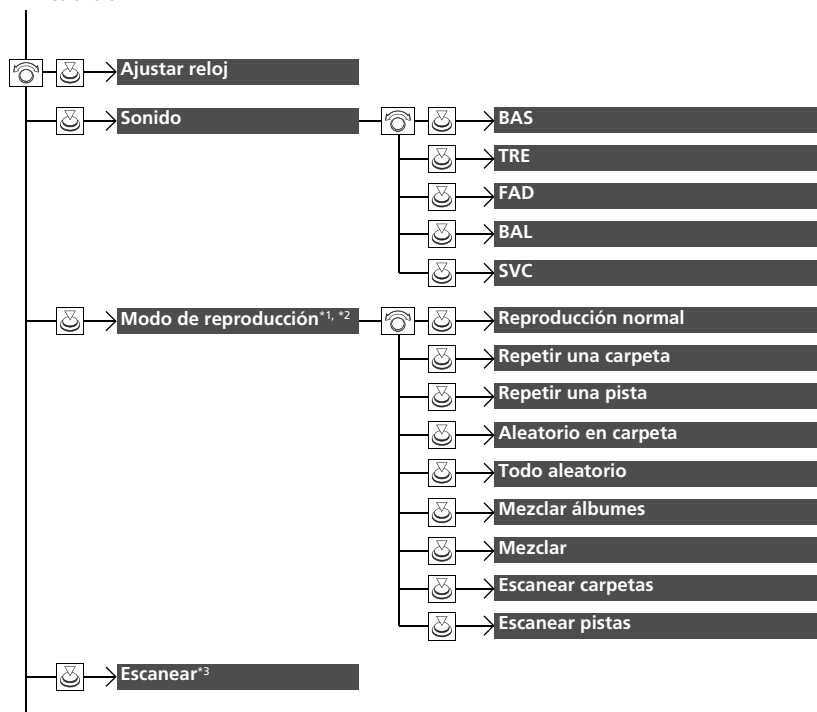 Ajustar reloj
Sonido
BAS
TRE
FAD
BAL
SVC
Modo de reproducción*1, *2
Reproducción normal
Repetir una carpeta
Repetir una pista
Aleatorio en carpeta
Todo aleatorio
Mezclar álbumes
Mezclar
Escanear carpetas
Escanear pistas
Escanear*3